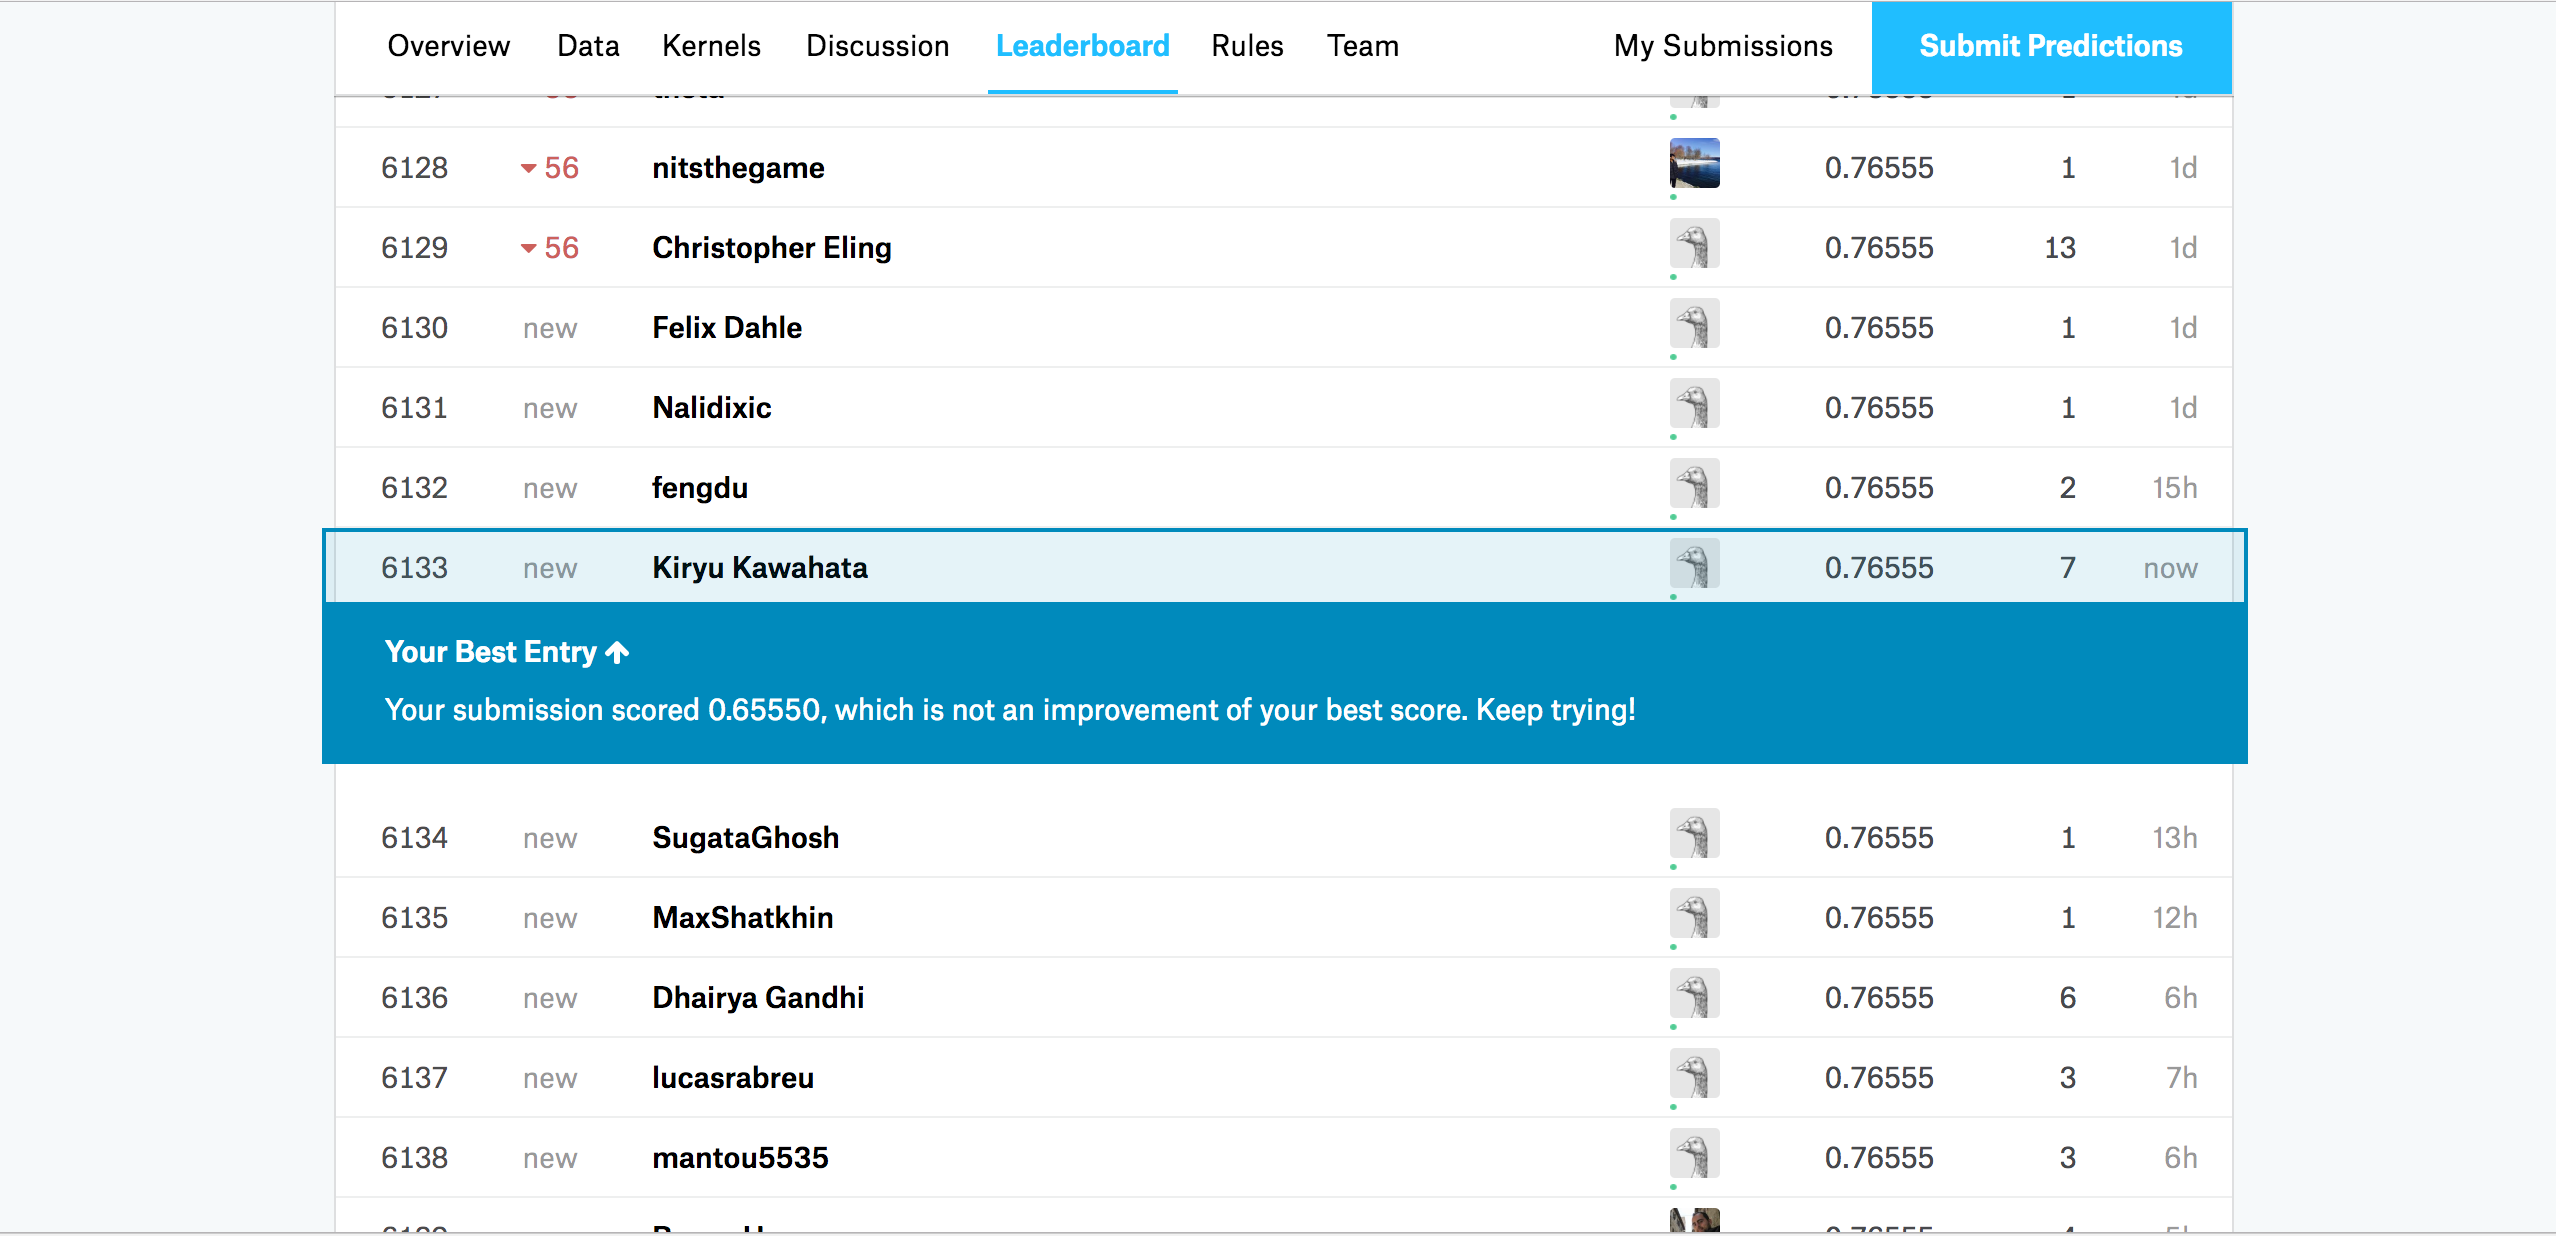 Overview Data Kernels Discussion Leaderboard Rules Team My Submissions Submit Predictions
6128 56 nitsthegame 0.76555 1 1d
6129 56 Christopher Eling 0.76555 13 1d
6130 new Felix Dahle 0.76555 1 1d
6131 new Nalidixic 0.76555 1 1d
6132 new fengdu 0.76555 2 15h
6133 new Kiryu Kawahata 0.76555 7 now
Your Best Entry
Your submission scored 0.65550, which is not an improvement of your best score. Keep trying!
6134 new SugataGhosh 0.76555 1 13h
6135 new MaxShatkhin 0.76555 1 12h
6136 new Dhairya Gandhi 0.76555 6 6h
6137 new lucasrabreu 0.76555 3 7h
6138 new mantou5535 0.76555 3 6h